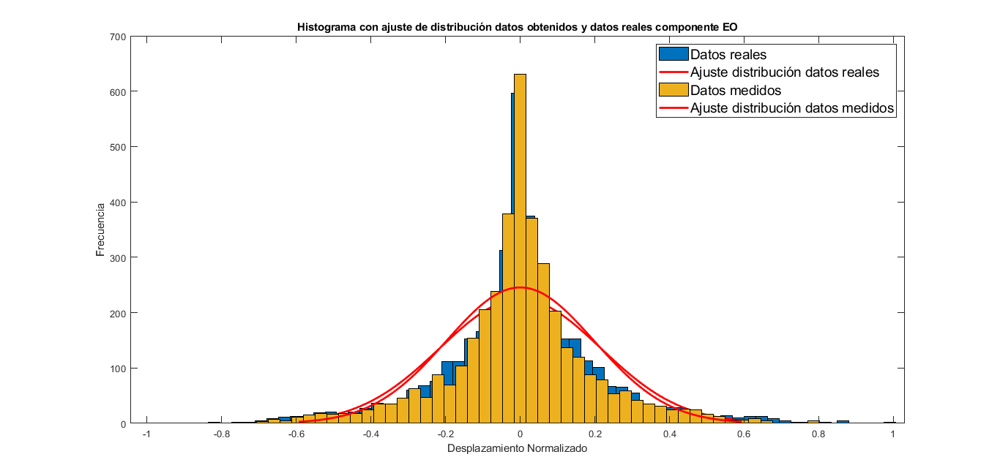 Histograma con ajuste de distribución datos obtenidos y datos reales componente EO
700
600
500
400
300
200
100
0
Frecuencia
Datos reales
Ajuste distribución datos reales
Datos medidos
Ajuste distribución datos medidos
-1
-0.8
-0.6
-0.4
-0.2
0
0.2
0.4
0.6
0.8
1
Desplazamiento Normalizado